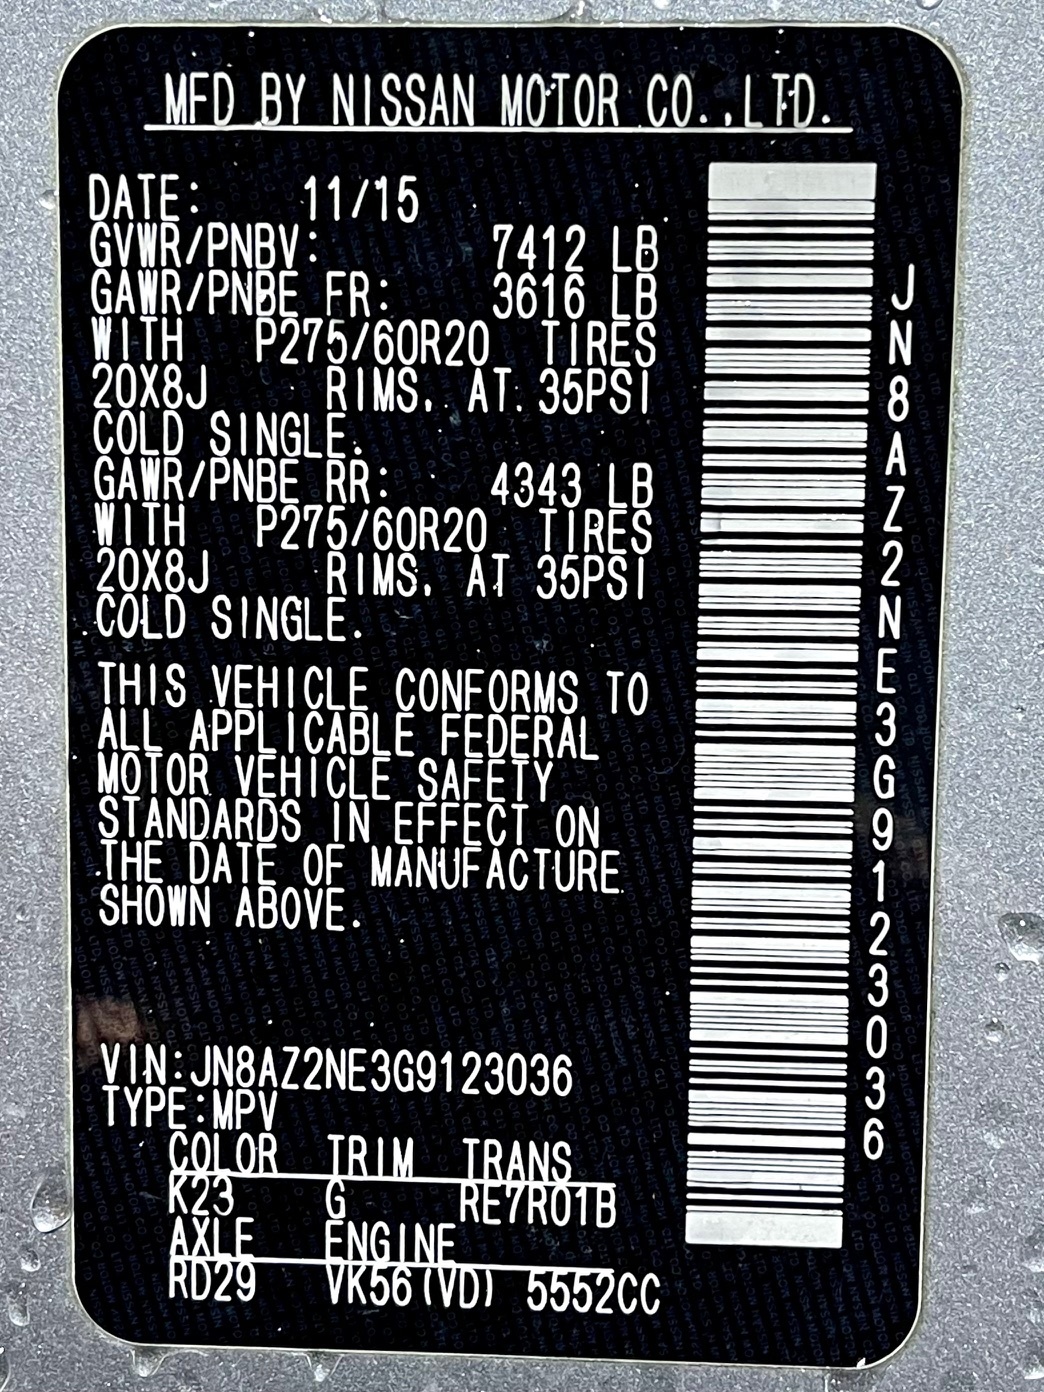 MFD BY NISSAN MOTOR CO.,LTD.
DATE: 11/15
GVWR/PNBV: 7412 LB
GAWR/PNBE FR: 3616 LB
WITH P275/60R20 TIRES
20X8J RIMS. AT 35PSI
COLD SINGLE.
GAWR/PNBE RR: 4343 LB
WITH P275/60R20 TIRES
20X8J RIMS. AT 35PSI
COLD SINGLE.
THIS VEHICLE CONFORMS TO
ALL APPLICABLE FEDERAL
MOTOR VEHICLE SAFETY
STANDARDS IN EFFECT ON
THE DATE OF MANUFACTURE
SHOWN ABOVE.
VIN:JN8AZ2NE3G9123036
TYPE:MPV
COLOR TRIM TRANS
K23 G RE7R01B
AXLE ENGINE
RD29 VK56(VD) 5552CC
JN8AZ2NE3G9123036